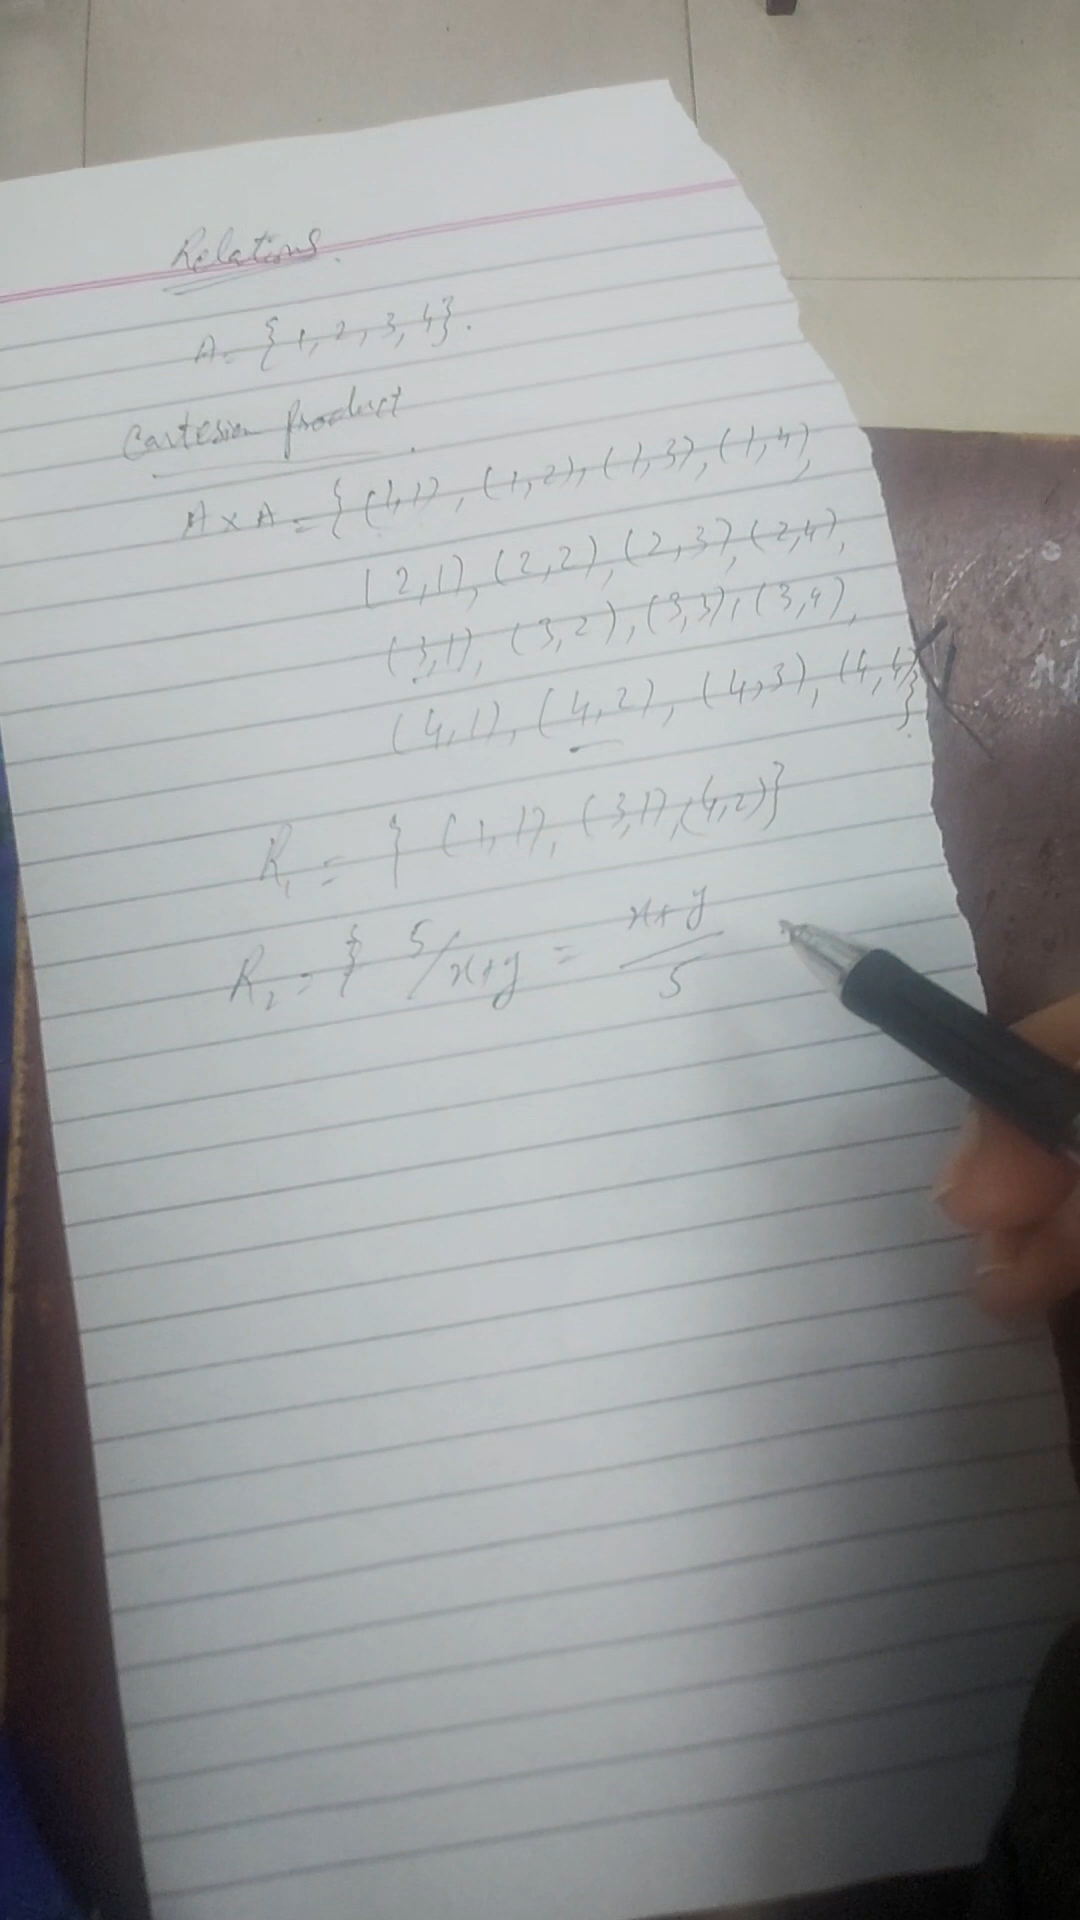 Relations.
A = {1, 2, 3, 4}.
Cartesian product
A × A = {(1,1), (1,2), (1,3), (1,4),
(2,1), (2,2), (2,3), (2,4),
(3,1), (3,2), (3,3), (3,4),
(4,1), (4,2), (4,3), (4,4)}.
R₁ = { (1,1), (3,1), (4,2)}
R₂ = { 5/x+y = x+y/5